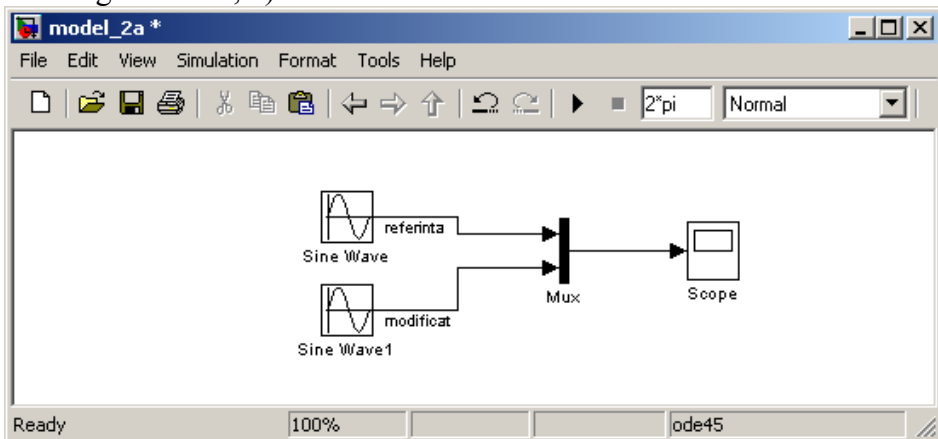 model_2a *
File Edit View Simulation Format Tools Help
2*pi Normal
referinta
Sine Wave
modificat
Sine Wave1
Mux
Scope
Ready 100% ode45